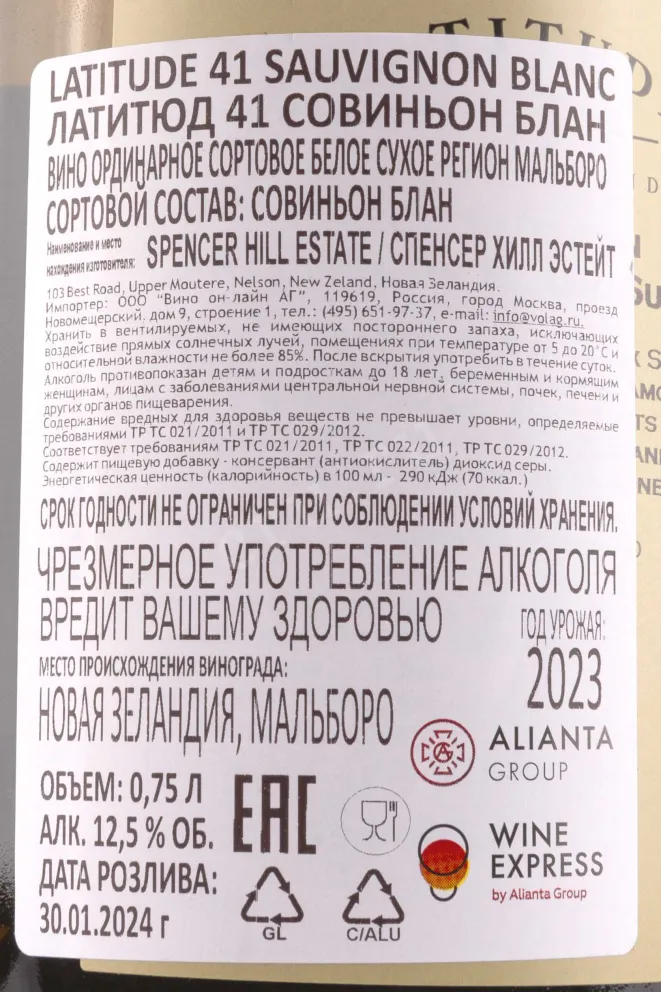 LATITUDE 41 SAUVIGNON BLANC
ЛАТИТЮД 41 СОВИНЬОН БЛАН
ВИНО ОРДИНАРНОЕ СОРТОВОЕ БЕЛОЕ СУХОЕ РЕГИОН МАЛЬБОРО
СОРТОВОЙ СОСТАВ: СОВИНЬОН БЛАН
Наименование и место
нахождения изготовителя: SPENCER HILL ESTATE / СПЕНСЕР ХИЛЛ ЭСТЕЙТ
103 Best Road, Upper Moutere, Nelson, New Zeland, Новая Зеландия.
Импортер: ООО "Вино он-лайн АГ", 119619, Россия, город Москва, проезд
Новомещерский. дом 9, строение 1, тел.: (495) 651-97-37, e-mail: info@volag.ru.
Хранить в вентилируемых, не имеющих постороннего запаха, исключающих
воздействие прямых солнечных лучей, помещениях при температуре от 5 до 20°С и
относительной влажности не более 85%. После вскрытия употребить в течение суток.
Алкоголь противопоказан детям и подросткам до 18 лет, беременным и кормящим
женщинам, лицам с заболеваниями центральной нервной системы, почек, печени и
других органов пищеварения.
Содержание вредных для здоровья веществ не превышает уровни, определяемые
требованиями ТР ТС 021/2011 и ТР ТС 029/2012.
Соответствует требованиям ТР ТС 021/2011, ТР ТС 022/2011, ТР ТС 029/2012.
Содержит пищевую добавку - консервант (антиокислитель) диоксид серы.
Энергетическая ценность (калорийность) в 100 мл - 290 кДж (70 ккал.)
СРОК ГОДНОСТИ НЕ ОГРАНИЧЕН ПРИ СОБЛЮДЕНИИ УСЛОВИЙ ХРАНЕНИЯ.
ЧРЕЗМЕРНОЕ УПОТРЕБЛЕНИЕ АЛКОГОЛЯ
ВРЕДИТ ВАШЕМУ ЗДОРОВЬЮ
ГОД УРОЖАЯ:
2023
МЕСТО ПРОИСХОЖДЕНИЯ ВИНОГРАДА:
НОВАЯ ЗЕЛАНДИЯ, МАЛЬБОРО
ALIANTA
GROUP
ОБЪЕМ: 0,75 Л
АЛК. 12,5 % ОБ.
ДАТА РОЗЛИВА:
30.01.2024 г
EAC
WINE
EXPRESS
by Alianta Group
GL
C/ALU